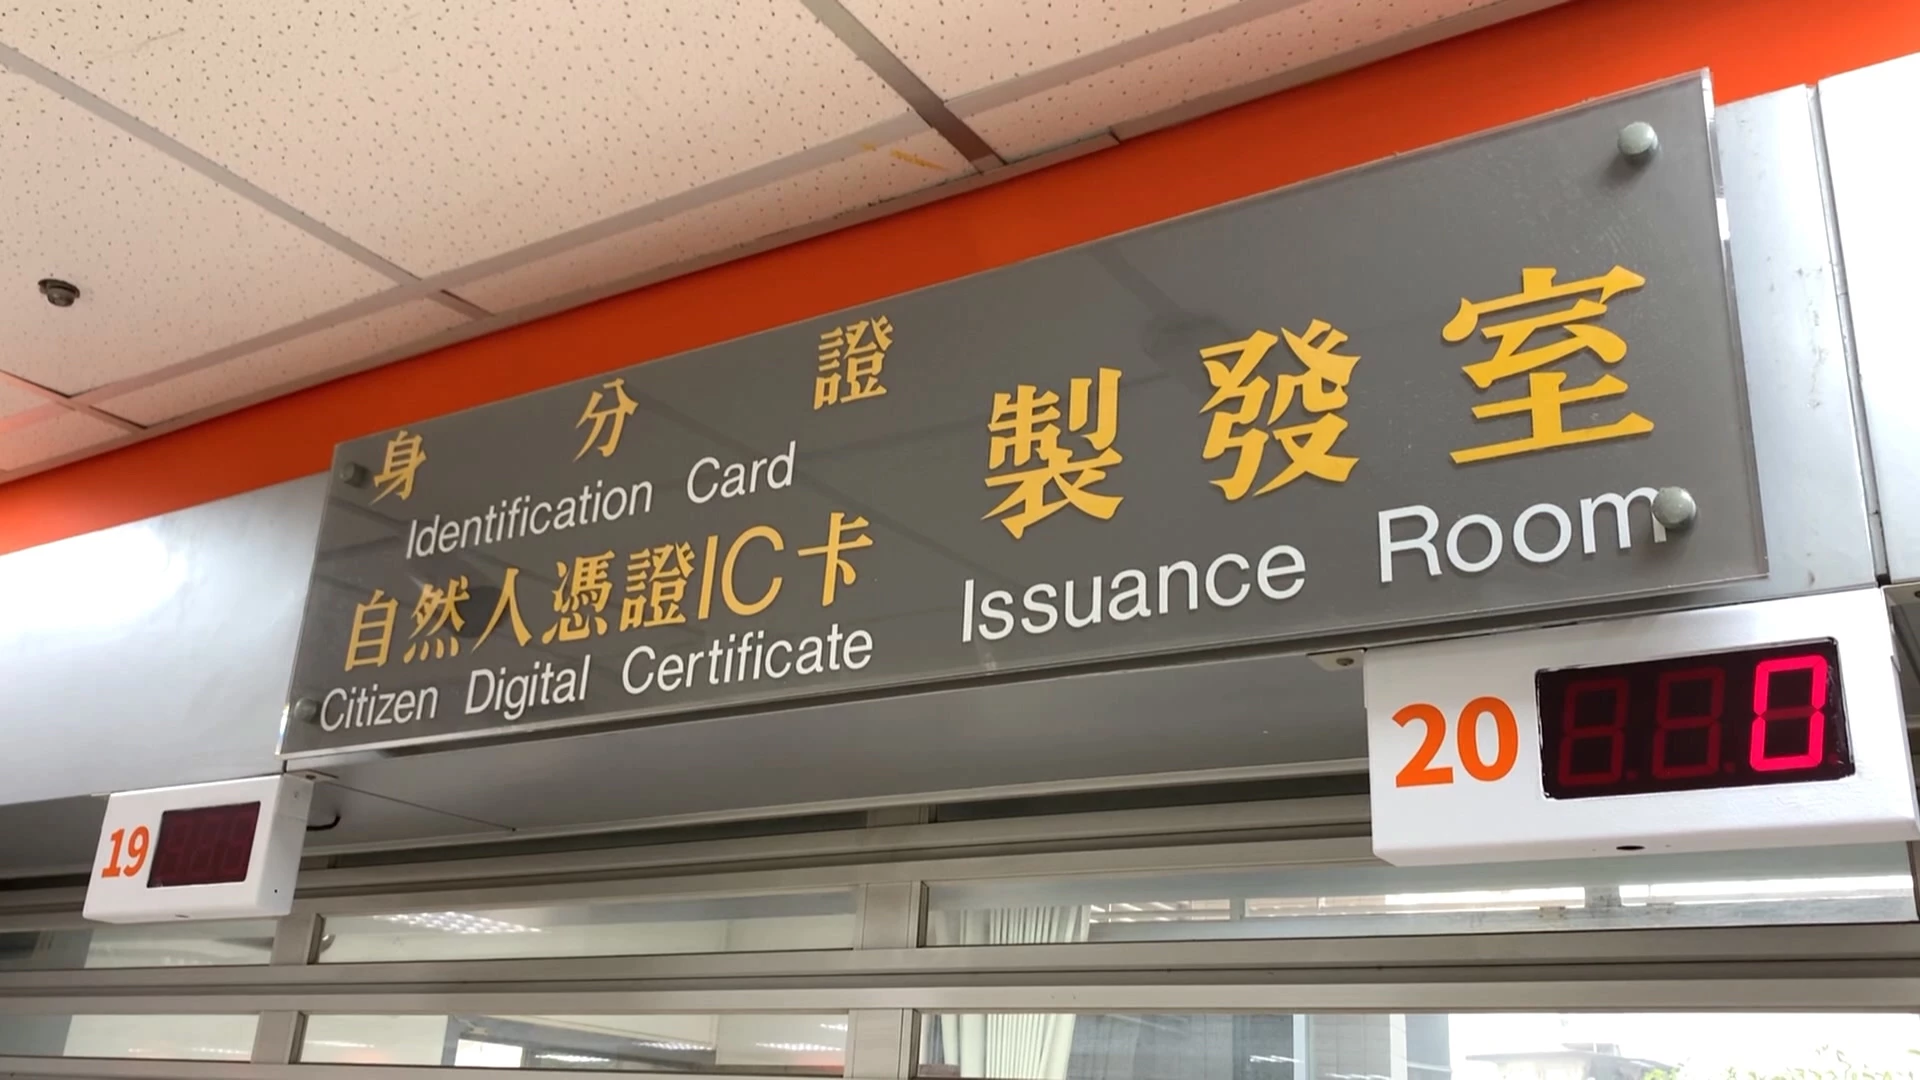 身分證
Identification Card
自然人憑證IC卡
Citizen Digital Certificate
製發室
Issuance Room
19
20
0